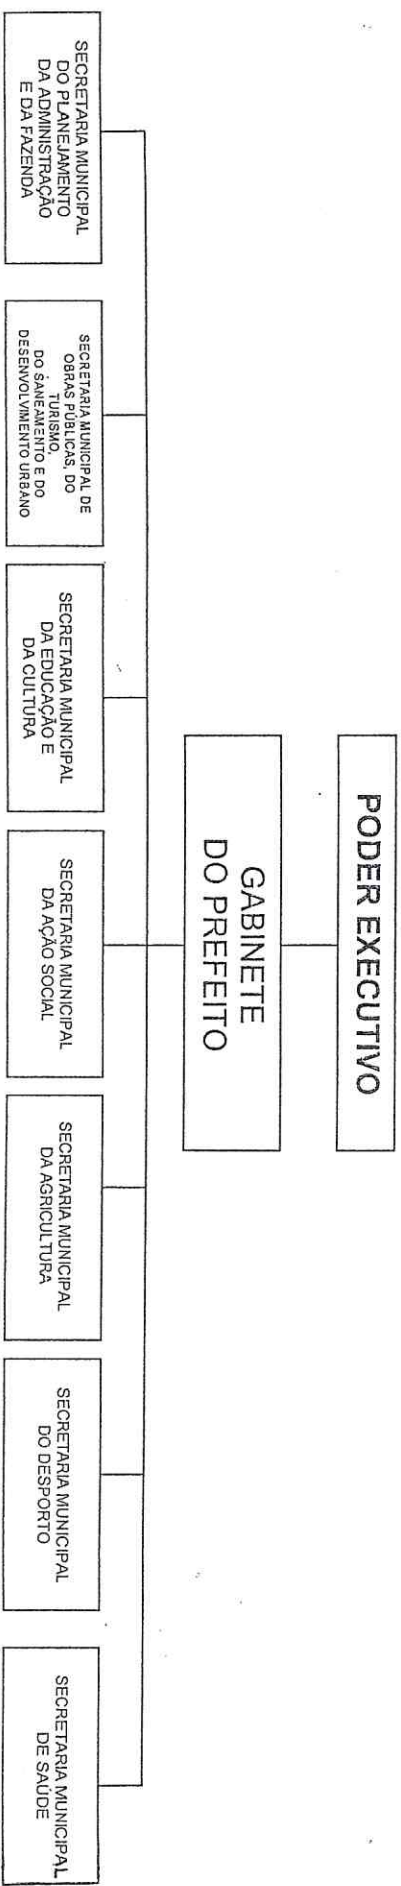 PODER EXECUTIVO
GABINETE
DO PREFEITO
SECRETARIA MUNICIPAL
DO PLANEJAMENTO
DA ADMINISTRAÇÃO
E DA FAZENDA
SECRETARIA MUNICIPAL DE
OBRAS PÚBLICAS, DO
TURISMO,
DO SANEAMENTO E DO
DESENVOLVIMENTO URBANO
SECRETARIA MUNICIPAL
DA EDUCAÇÃO E
DA CULTURA
SECRETARIA MUNICIPAL
DA AÇÃO SOCIAL
SECRETARIA MUNICIPAL
DA AGRICULTURA
SECRETARIA MUNICIPAL
DO DESPORTO
SECRETARIA MUNICIPAL
DE SAÚDE